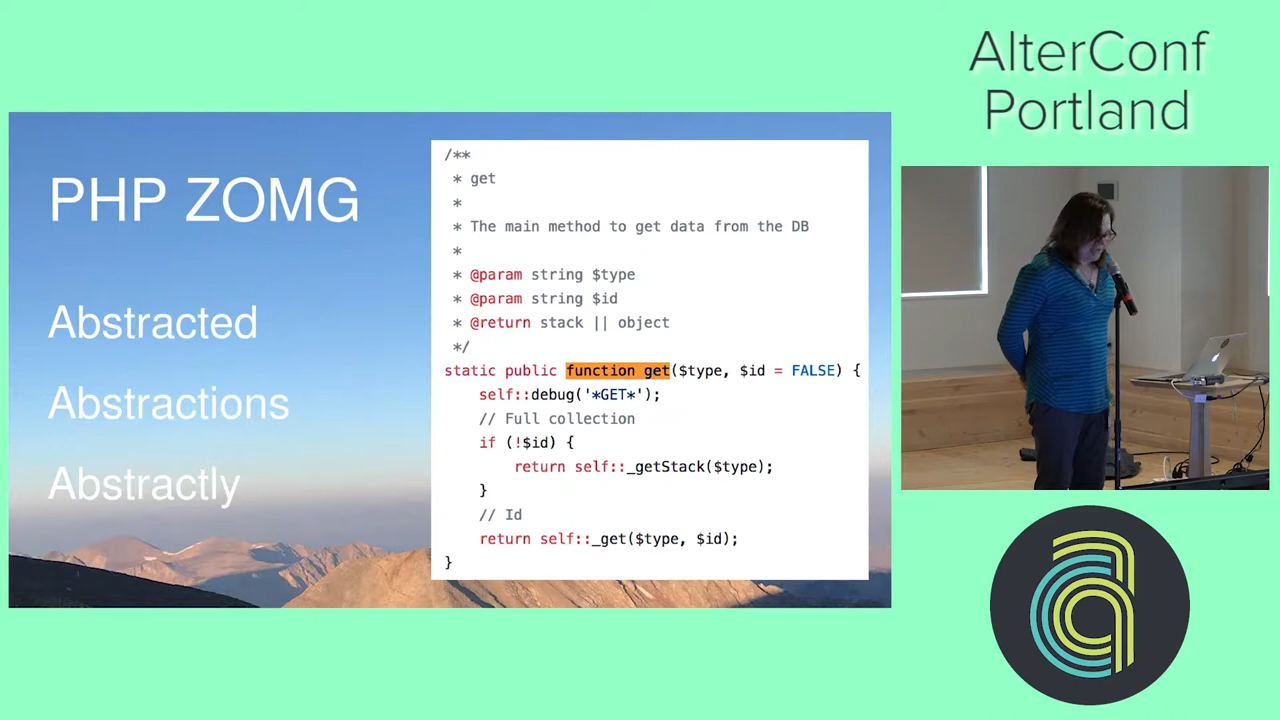 AlterConf
Portland
PHP ZOMG
Abstracted
Abstractions
Abstractly
/**
 * get
 *
 * The main method to get data from the DB
 *
 * @param string $type
 * @param string $id
 * @return stack || object
 */
static public function get($type, $id = FALSE) {
    self::debug('*GET*');
    // Full collection
    if (!$id) {
        return self::_getStack($type);
    }
    // Id
    return self::_get($type, $id);
}